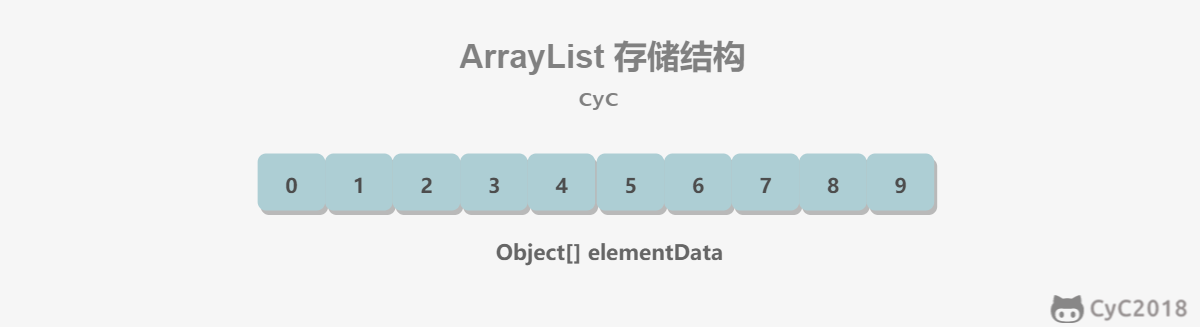 ArrayList 存储结构
CyC
0 1 2 3 4 5 6 7 8 9
Object[] elementData
CyC2018